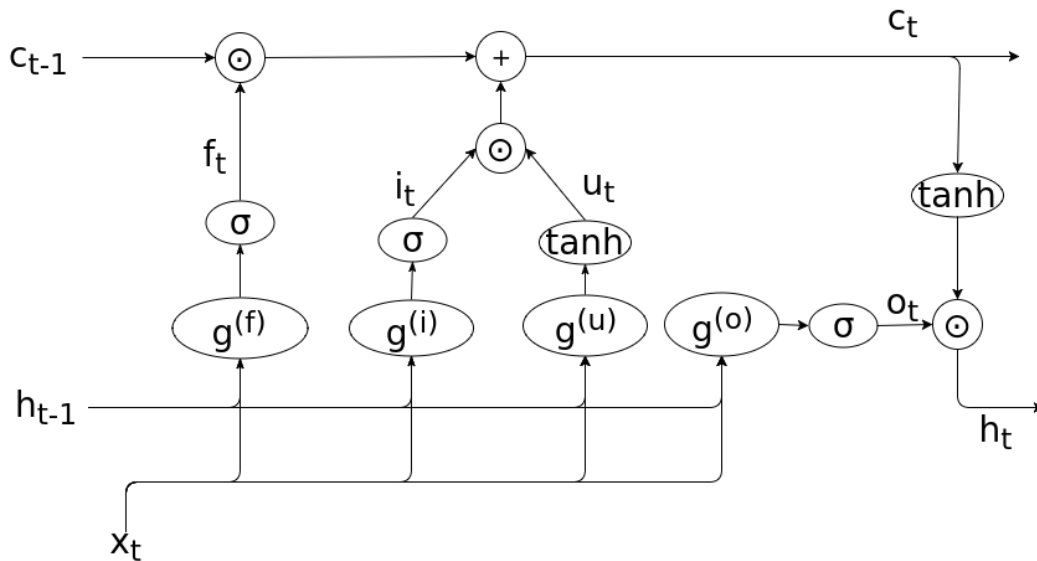 c_t
c_{t-1} ⊙ +
⊙
f_t i_t u_t
tanh
σ σ tanh
g^{(f)} g^{(i)} g^{(u)} g^{(o)} σ o_t ⊙
h_{t-1}
h_t
x_t